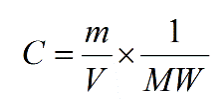 C = m/V × 1/MW